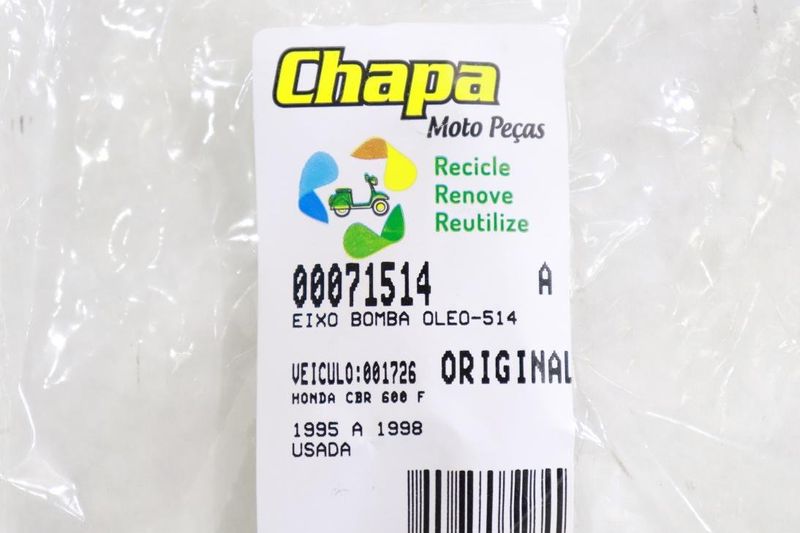 Chapa
Moto Peças
Recicle
Renove
Reutilize
00071514 A
EIXO BOMBA OLEO-514
VEICULO:001726 ORIGINAL
HONDA CBR 600 F
1995 A 1998
USADA